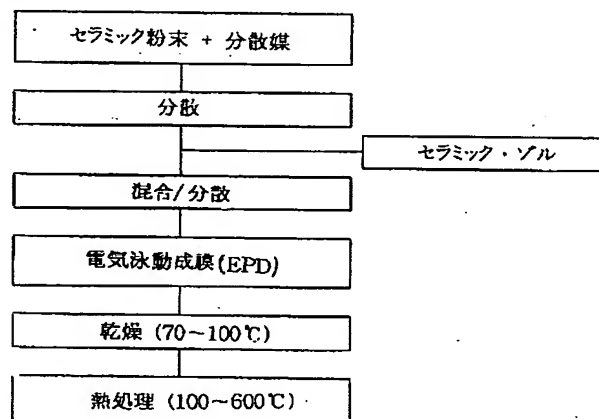 セラミック粉末 + 分散媒
分散
セラミック・ゾル
混合/分散
電気泳動成膜(EPD)
乾燥 (70~100℃)
熱処理 (100~600℃)